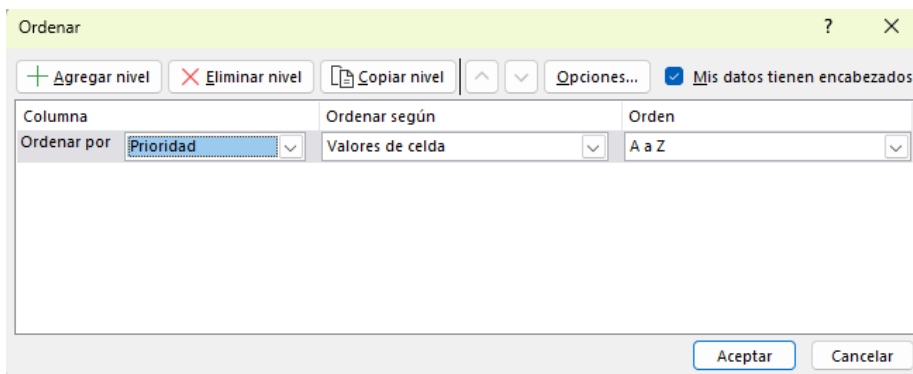 Ordenar ?
Agregar nivel Eliminar nivel Copiar nivel Opciones... Mis datos tienen encabezados
Columna Ordenar según Orden
Ordenar por Prioridad Valores de celda A a Z
Aceptar Cancelar